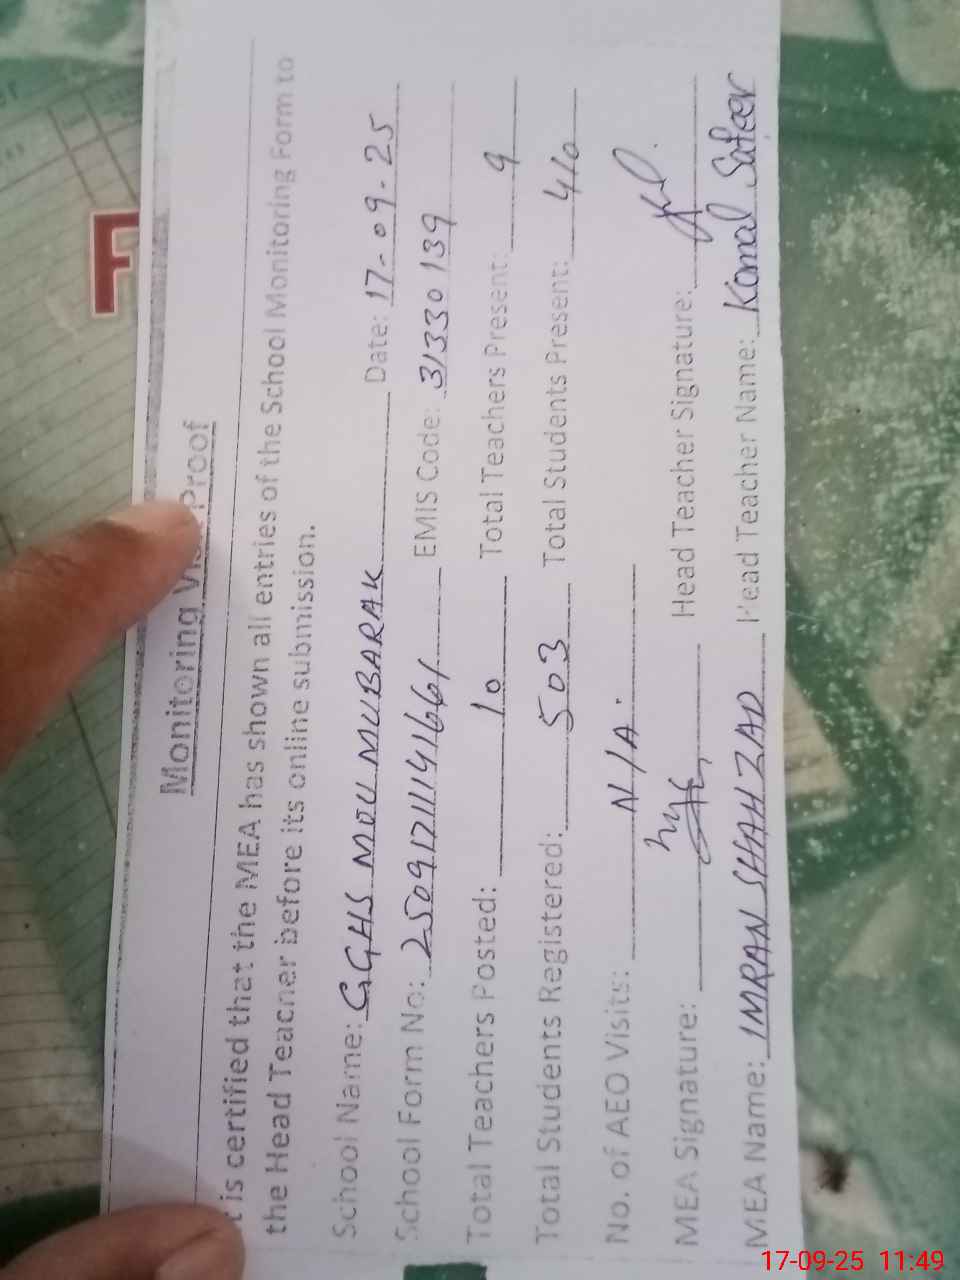 Monitoring Visit Proof
t is certified that the MEA has shown all entries of the School Monitoring Form to
the Head Teacher before its online submission.
School Name: GGHS MOU MUBARAK Date: 17-09-25
School Form No: EMIS Code: 31330139
Total Teachers Posted: 10 Total Teachers Present: 9
Total Students Registered: 503 Total Students Present: 410
No. of AEO Visits: N/A.
MEA Signature: Head Teacher Signature:
MEA Name: IMRAN SHAHZAD Head Teacher Name: Komal Safeer
F
17-09-25 11:49